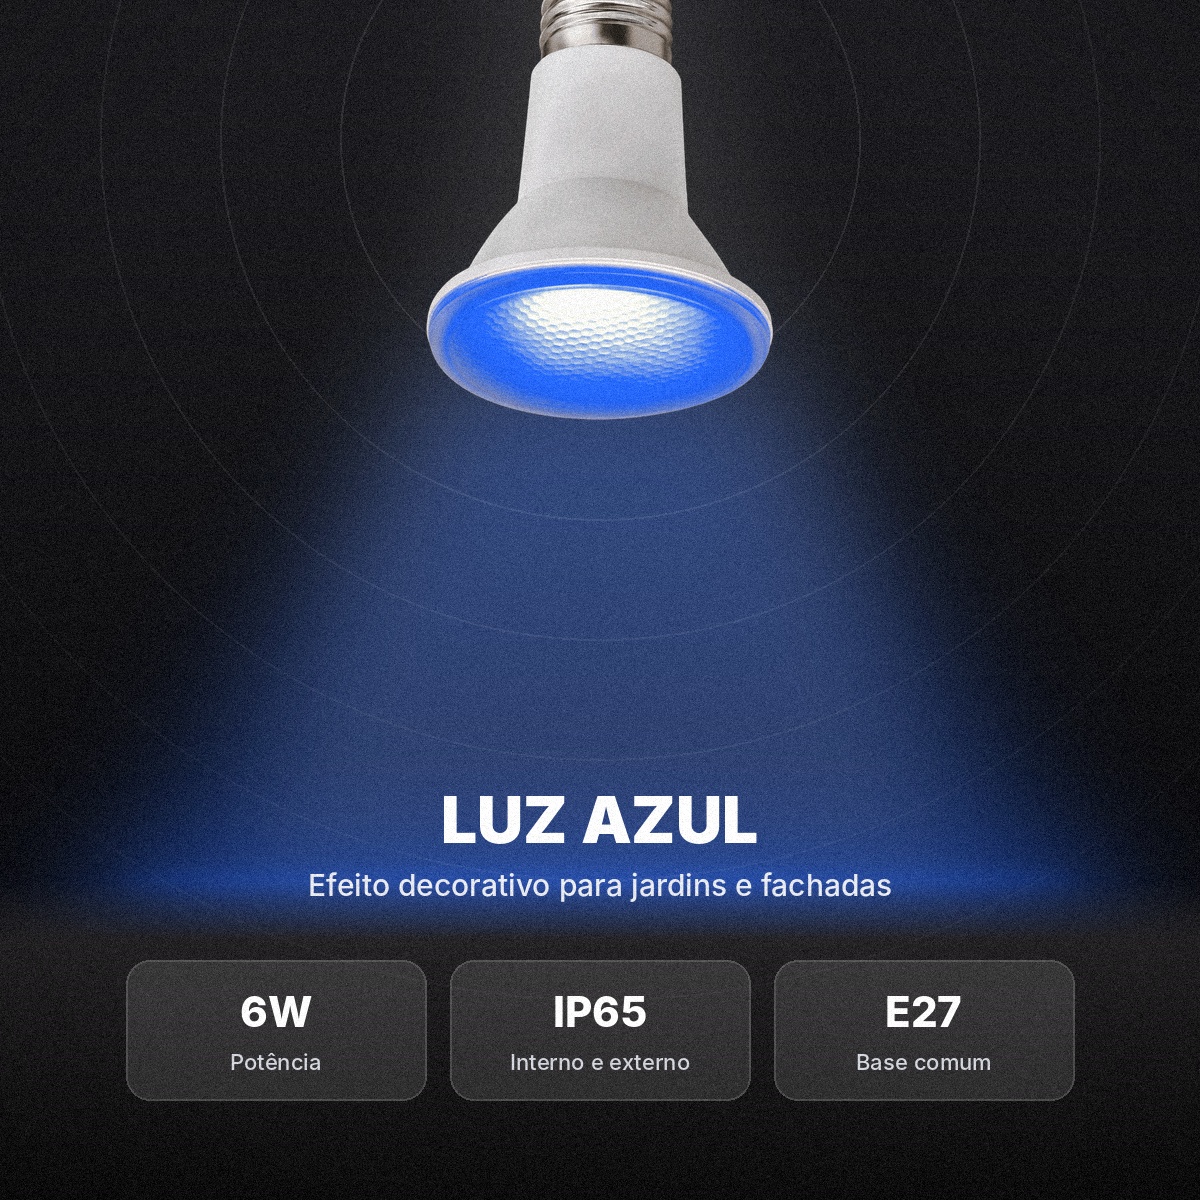 LUZ AZUL
Efeito decorativo para jardins e fachadas
6W
Potência
IP65
Interno e externo
E27
Base comum